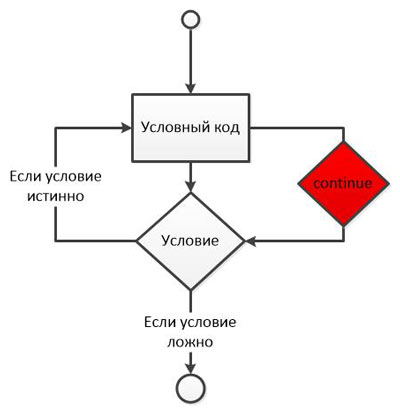 Условный код
continue
Если условие
истинно
Условие
Если условие
ложно